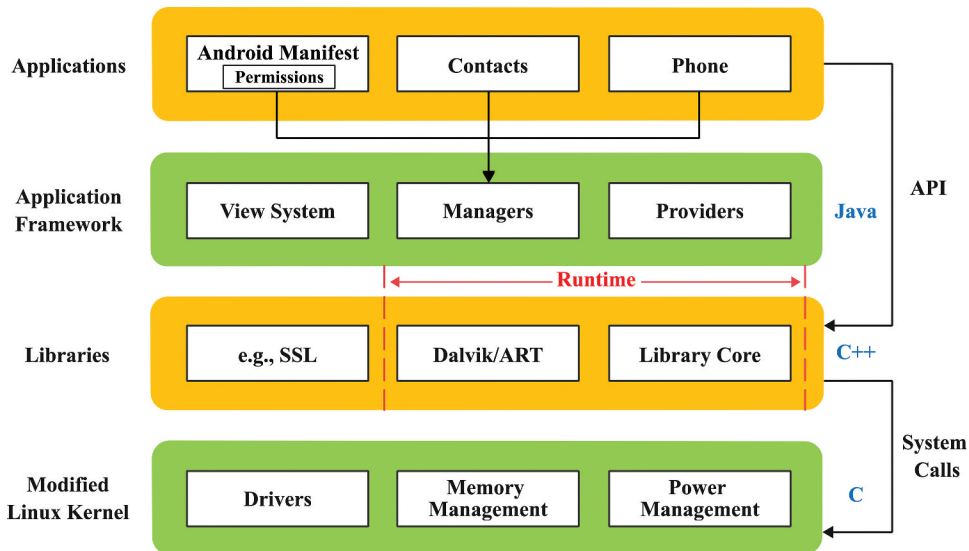 Applications
Android Manifest
Permissions
Contacts
Phone
Application
Framework
View System
Managers
Providers
Java
API
Runtime
Libraries
e.g., SSL
Dalvik/ART
Library Core
C++
System
Calls
Modified
Linux Kernel
Drivers
Memory
Management
Power
Management
C